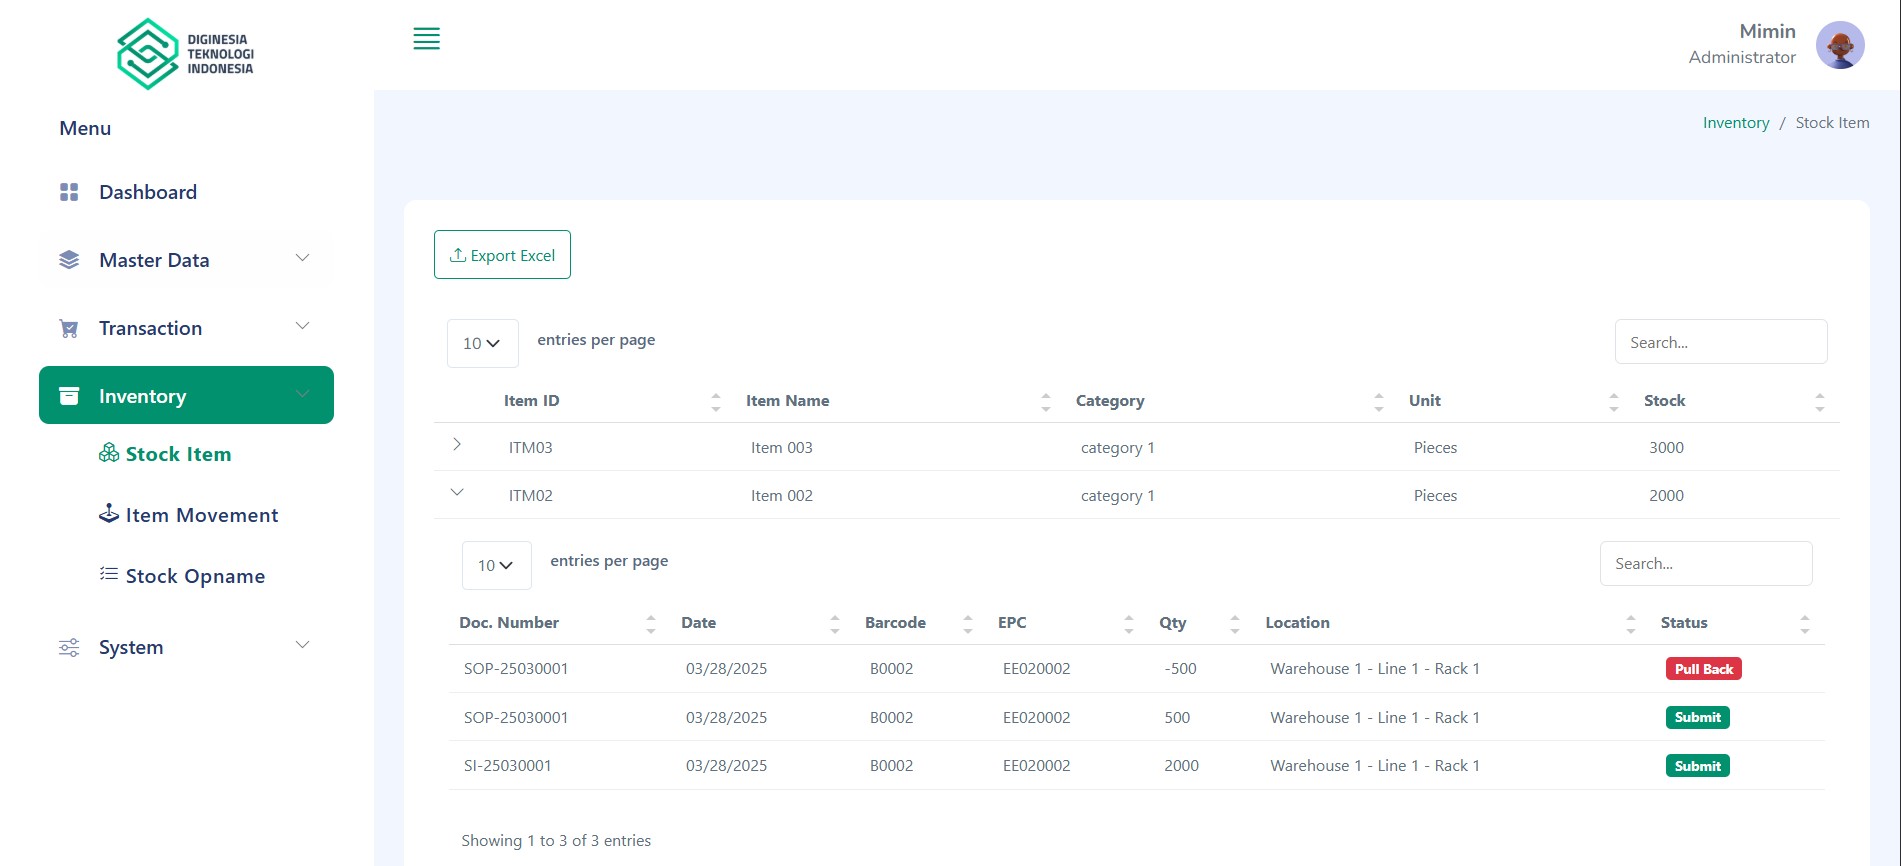 DIGINESIA
TEKNOLOGI
INDONESIA
Mimin
Administrator
Menu
Dashboard
Master Data
Transaction
Inventory
Stock Item
Item Movement
Stock Opname
System
Inventory / Stock Item
Export Excel
10 entries per page Search...
Item ID Item Name Category Unit Stock
ITM03 Item 003 category 1 Pieces 3000
ITM02 Item 002 category 1 Pieces 2000
10 entries per page Search...
Doc. Number Date Barcode EPC Qty Location Status
SOP-25030001 03/28/2025 B0002 EE020002 -500 Warehouse 1 - Line 1 - Rack 1 Pull Back
SOP-25030001 03/28/2025 B0002 EE020002 500 Warehouse 1 - Line 1 - Rack 1 Submit
SI-25030001 03/28/2025 B0002 EE020002 2000 Warehouse 1 - Line 1 - Rack 1 Submit
Showing 1 to 3 of 3 entries